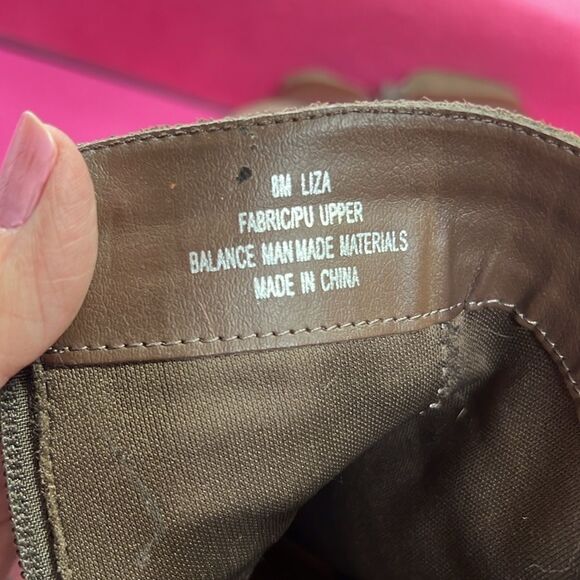 8M LIZA
FABRIC/PU UPPER
BALANCE MAN MADE MATERIALS
MADE IN CHINA